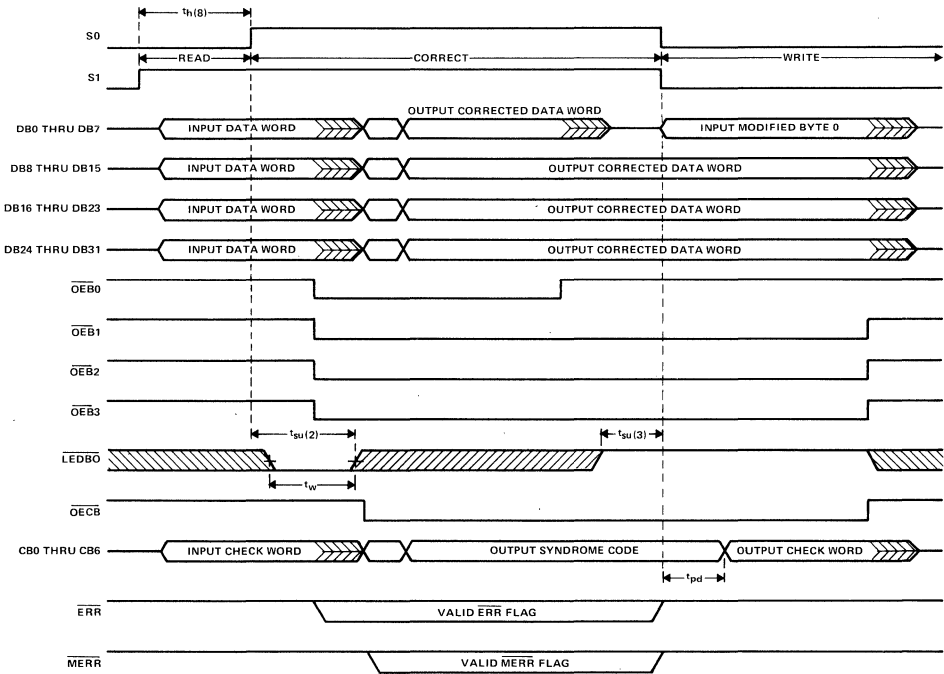 th(8)
S0
READ CORRECT WRITE
S1
OUTPUT CORRECTED DATA WORD
DB0 THRU DB7 INPUT DATA WORD INPUT MODIFIED BYTE 0
DB8 THRU DB15 INPUT DATA WORD OUTPUT CORRECTED DATA WORD
DB16 THRU DB23 INPUT DATA WORD OUTPUT CORRECTED DATA WORD
DB24 THRU DB31 INPUT DATA WORD OUTPUT CORRECTED DATA WORD
OEB0
OEB1
OEB2
OEB3
tsu(2) tsu(3)
LEDBO
tw
OECB
CB0 THRU CB6 INPUT CHECK WORD OUTPUT SYNDROME CODE OUTPUT CHECK WORD
tpd
ERR VALID ERR FLAG
MERR VALID MERR FLAG